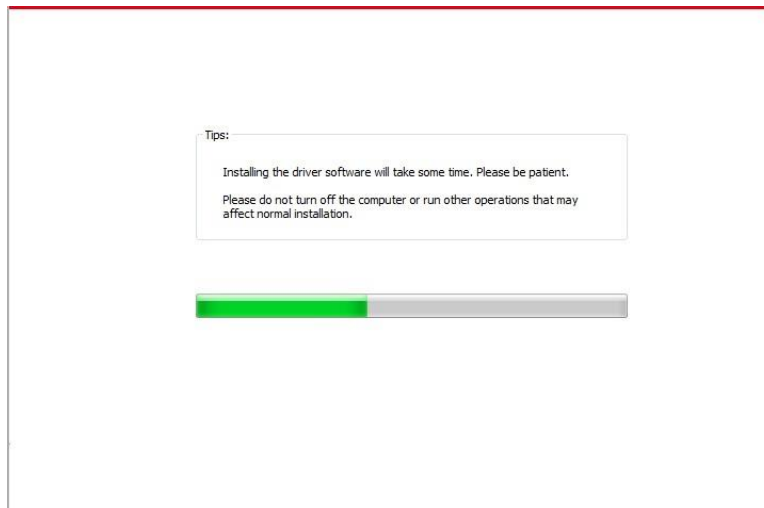 Tips:
Installing the driver software will take some time. Please be patient.
Please do not turn off the computer or run other operations that may
affect normal installation.